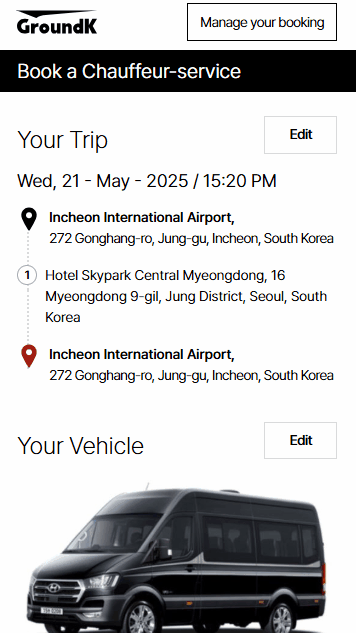 GroundK
Manage your booking
Book a Chauffeur-service
Your Trip
Edit
Wed, 21 - May - 2025 / 15:20 PM
Incheon International Airport,
272 Gonghang-ro, Jung-gu, Incheon, South Korea
1
Hotel Skypark Central Myeongdong, 16
Myeongdong 9-gil, Jung District, Seoul, South
Korea
Incheon International Airport,
272 Gonghang-ro, Jung-gu, Incheon, South Korea
Your Vehicle
Edit